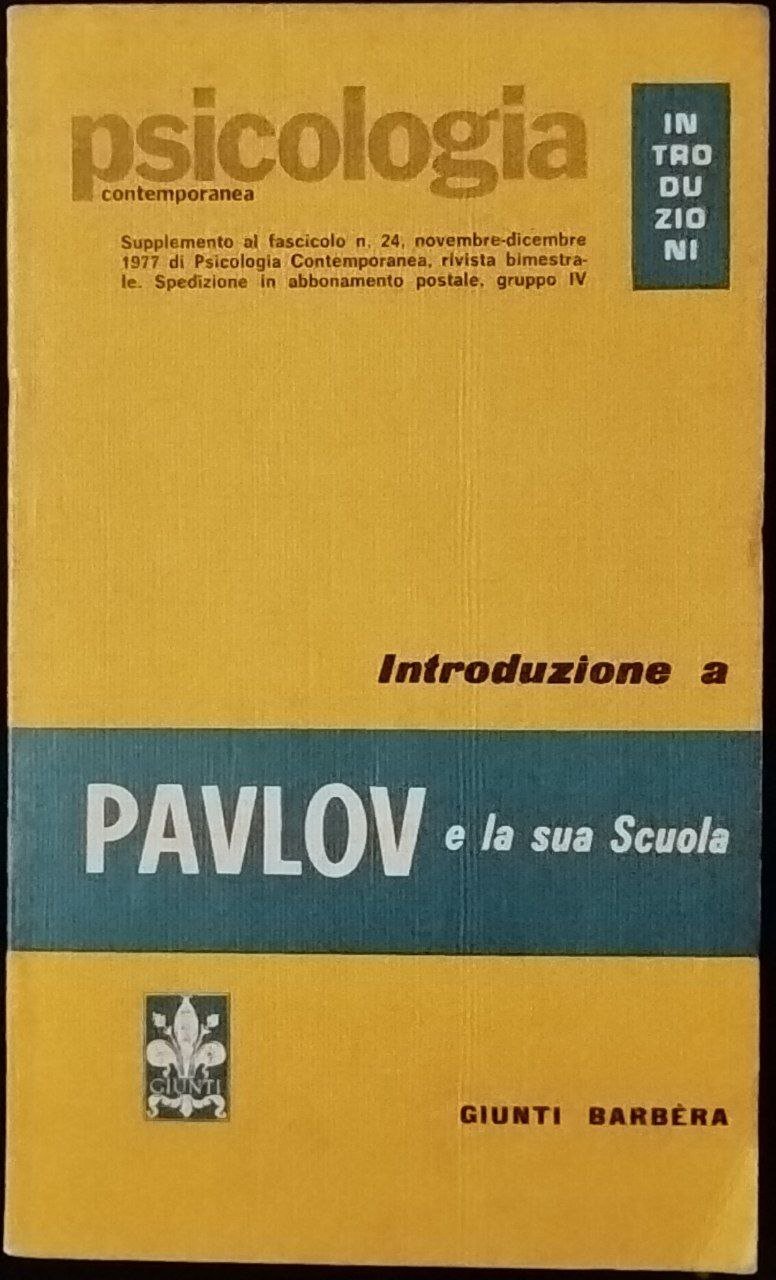 psicologia
contemporanea
Supplemento al fascicolo n. 24, novembre-dicembre
1977 di Psicologia Contemporanea, rivista bimestra-
le. Spedizione in abbonamento postale, gruppo IV
IN
TRO
DU
ZIO
NI
Introduzione a
PAVLOV e la sua Scuola
GIUNTI
GIUNTI BARBÈRA